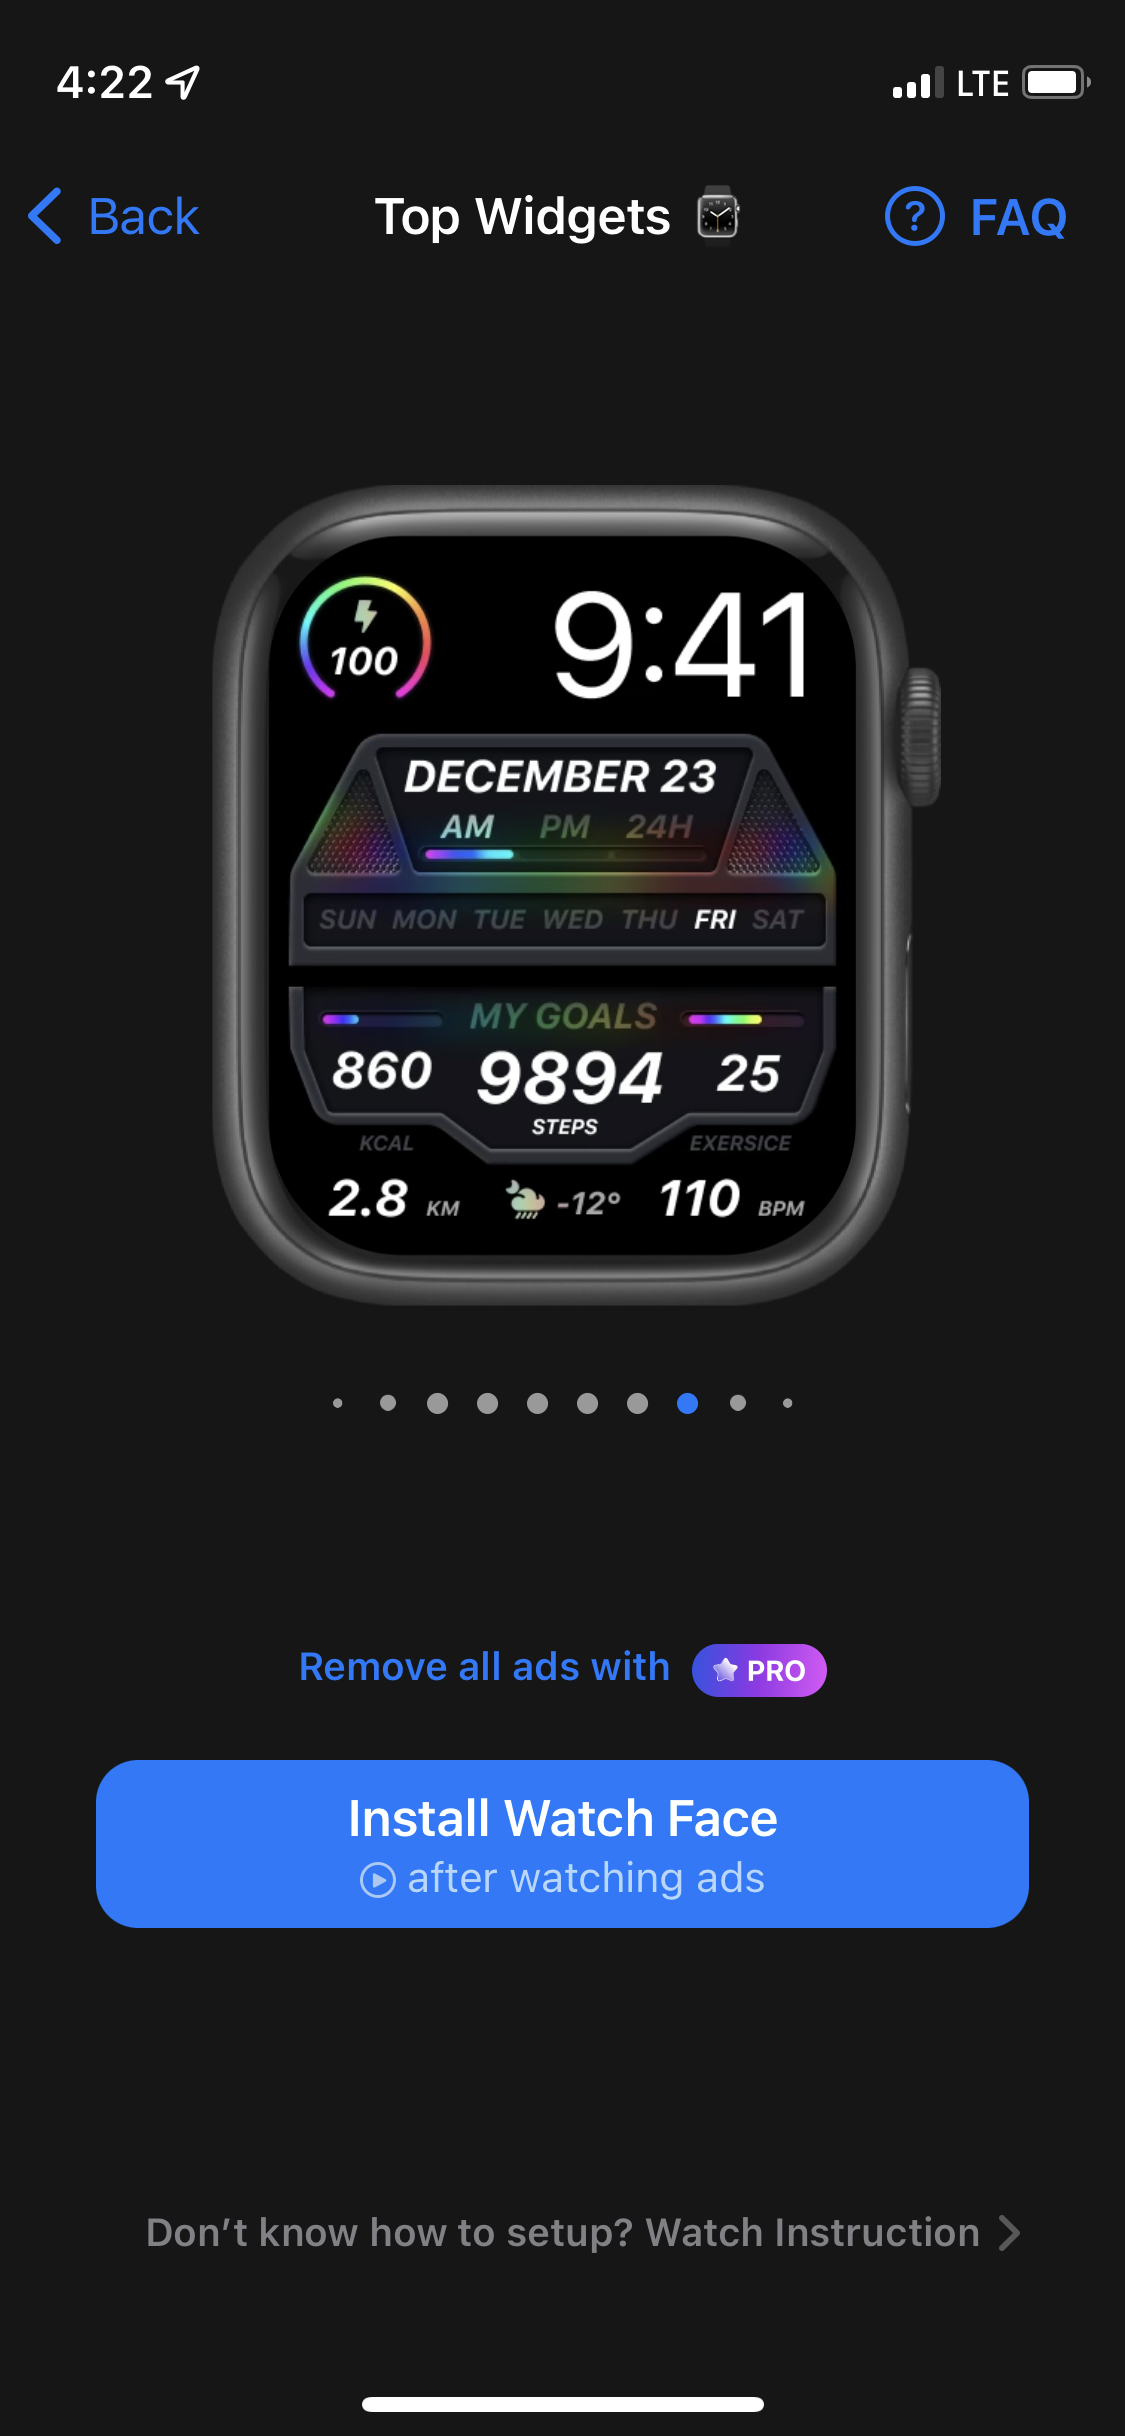 4:22 LTE
Back Top Widgets FAQ
100
9:41
DECEMBER 23
AM PM 24H
SUN MON TUE WED THU FRI SAT
MY GOALS
860 9894 25
STEPS
KCAL EXERSICE
2.8 KM -12° 110 BPM
Remove all ads with PRO
Install Watch Face
after watching ads
Don't know how to setup? Watch Instruction